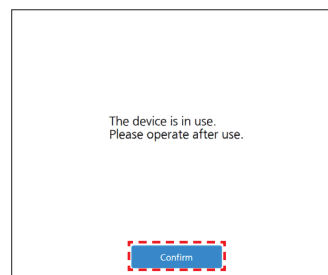 The device is in use.
Please operate after use.
Confirm